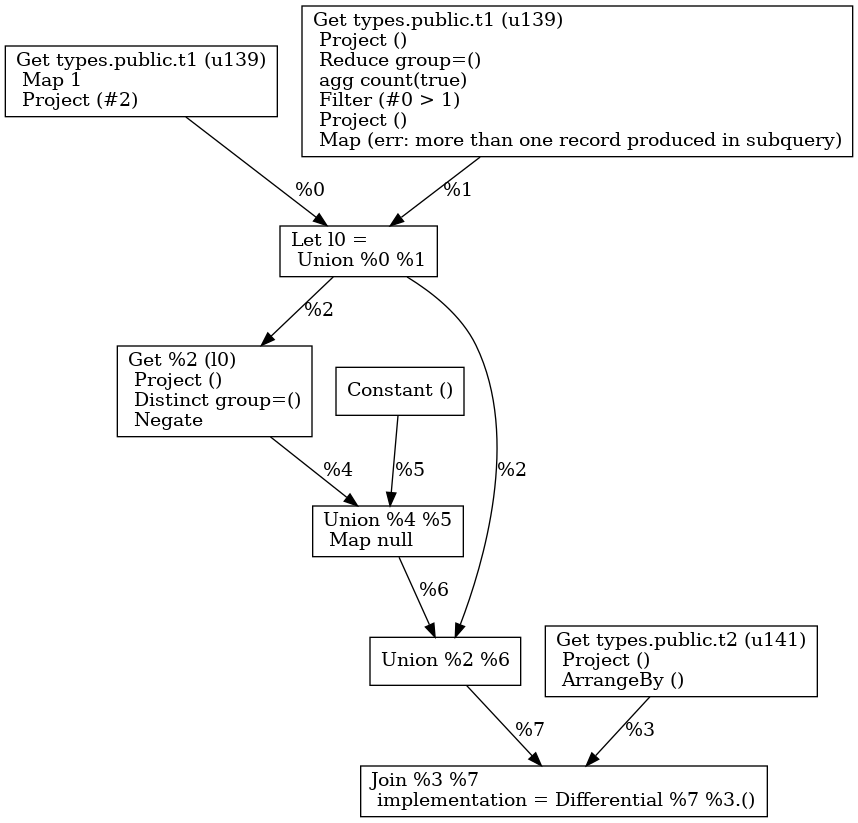 Get types.public.t1 (u139)
Project ()
Reduce group=()
agg count(true)
Filter (#0 > 1)
Project ()
Map (err: more than one record produced in subquery)
Get types.public.t1 (u139)
Map 1
Project (#2)
%0
%1
Let l0 =
Union %0 %1
%2
Get %2 (l0)
Project ()
Distinct group=()
Negate
Constant ()
%4
%5
%2
Union %4 %5
Map null
%6
Union %2 %6
Get types.public.t2 (u141)
Project ()
ArrangeBy ()
%7
%3
Join %3 %7
implementation = Differential %7 %3.()